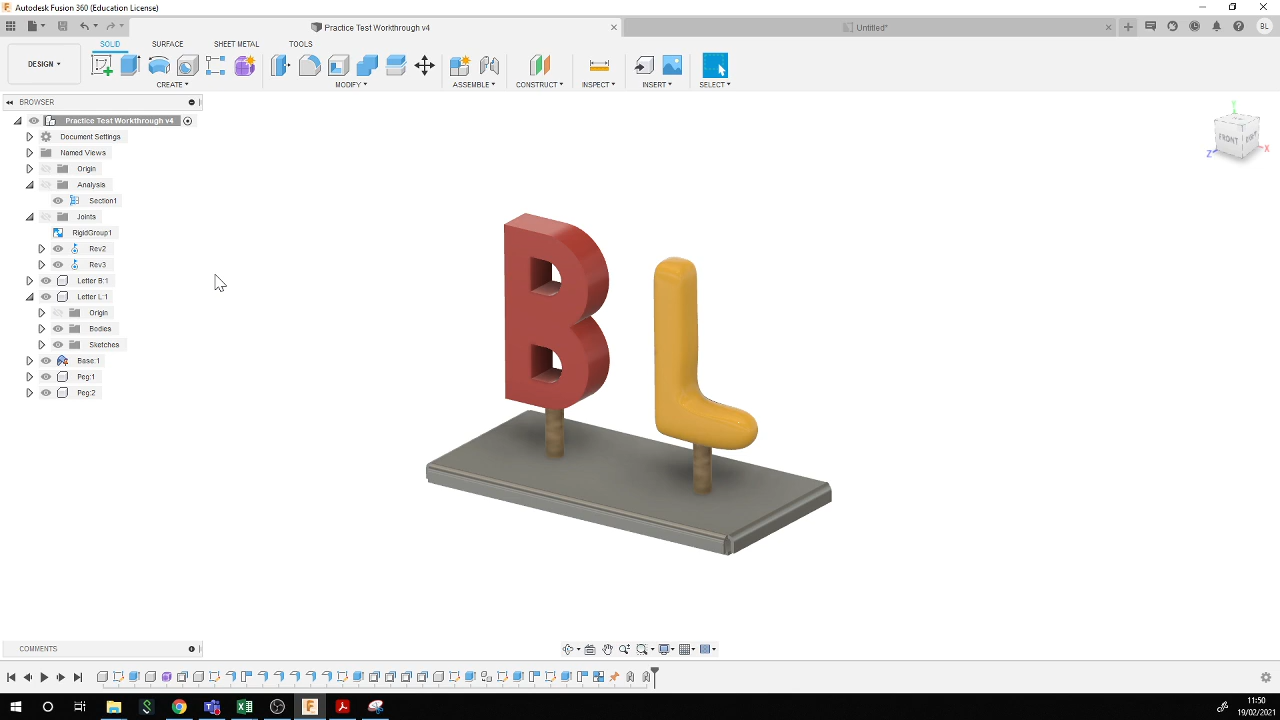 Autodesk Fusion 360 (Education License)
Practice Test Workthrough v4
Untitled*
BL
DESIGN
SOLID
SURFACE
SHEET METAL
TOOLS
CREATE
MODIFY
ASSEMBLE
CONSTRUCT
INSPECT
INSERT
SELECT
BROWSER
Practice Test Workthrough v4
Document Settings
Named Views
Origin
Analysis
Section1
Joints
RigidGroup1
Rev2
Rev3
Letter B:1
Letter L:1
Origin
Bodies
Sketches
Base:1
Peg:1
Peg:2
Y
FRONT
Z
X
B L
COMMENTS
11:50
19/02/2021